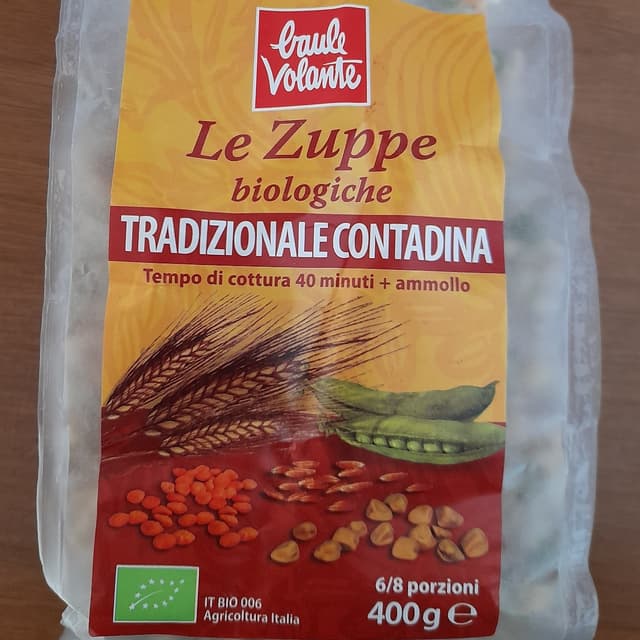 baule
Volante
Le Zuppe
biologiche
TRADIZIONALE CONTADINA
Tempo di cottura 40 minuti + ammollo
6/8 porzioni
IT BIO 006
Agricoltura Italia
400g e